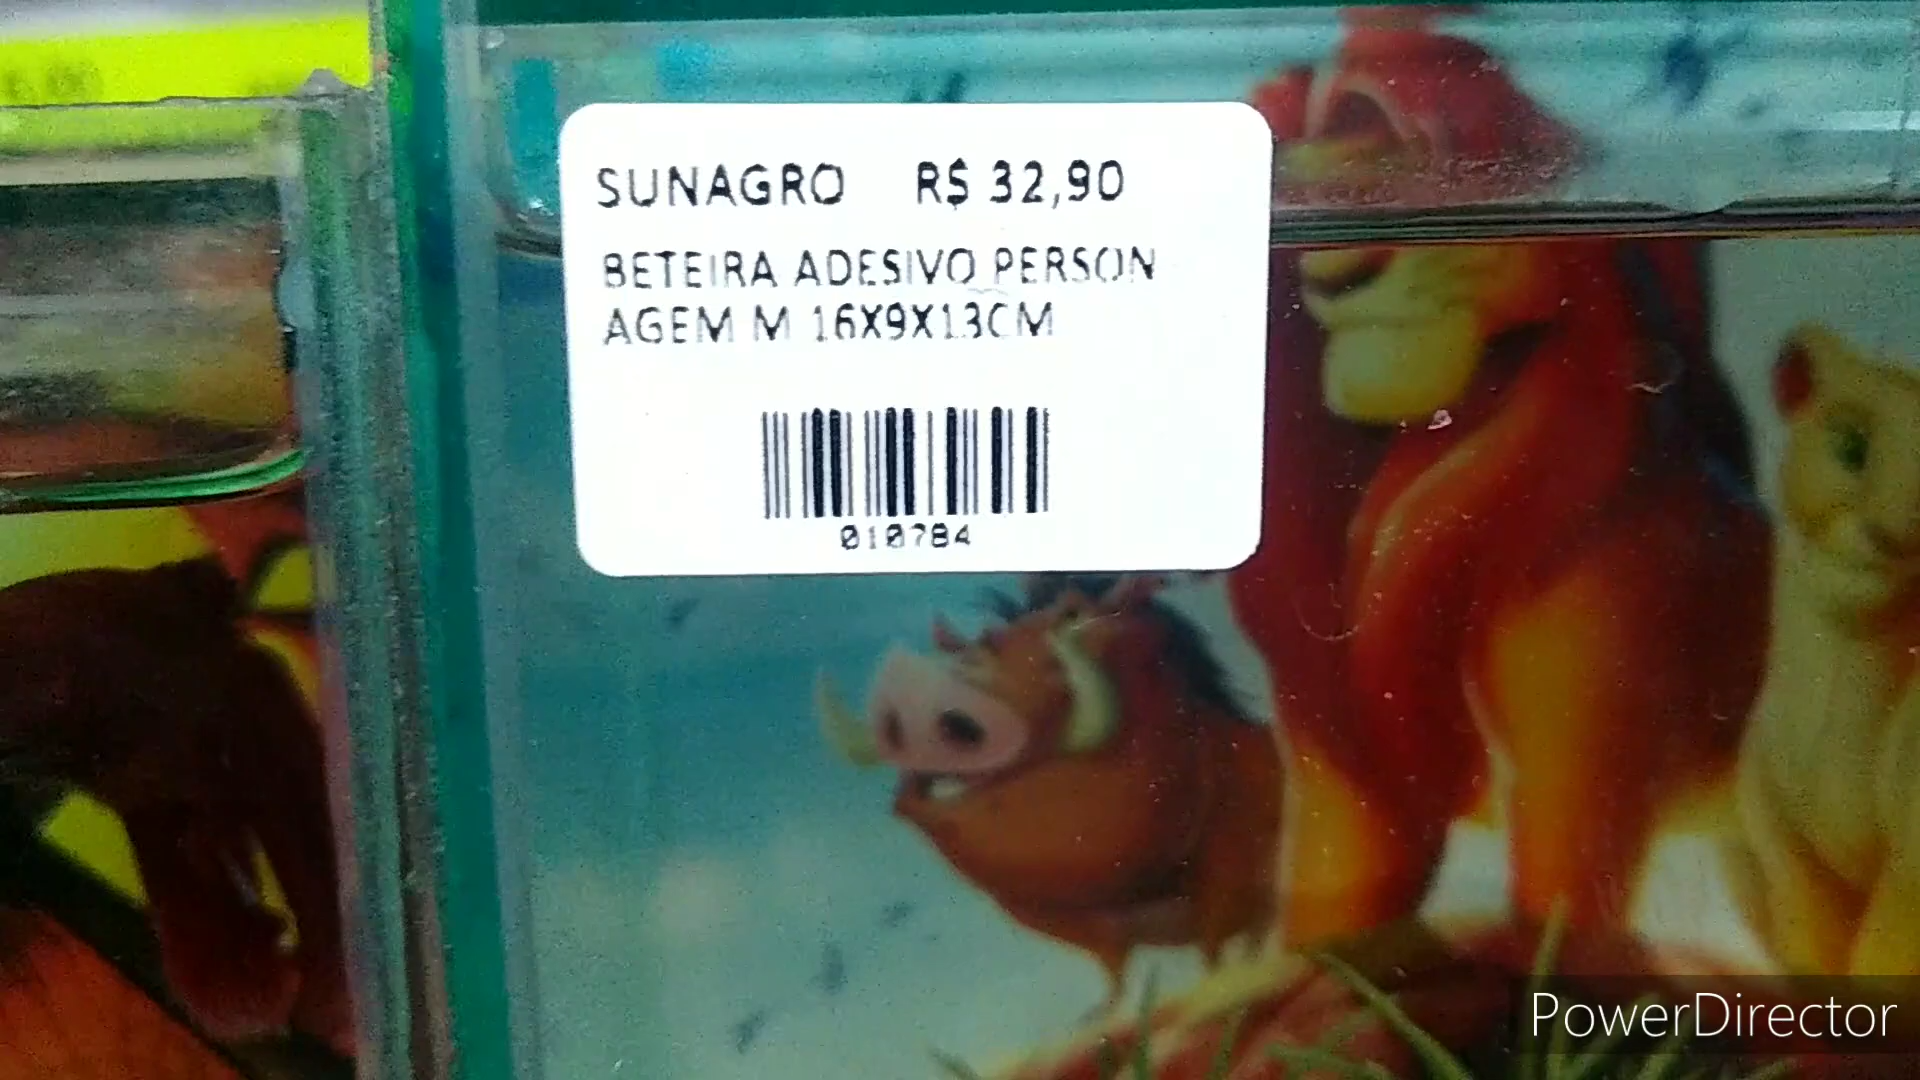 SUNAGRO R$ 32,90
BETEIRA ADESIVO PERSON
AGEM M 16X9X13CM
010784
PowerDirector